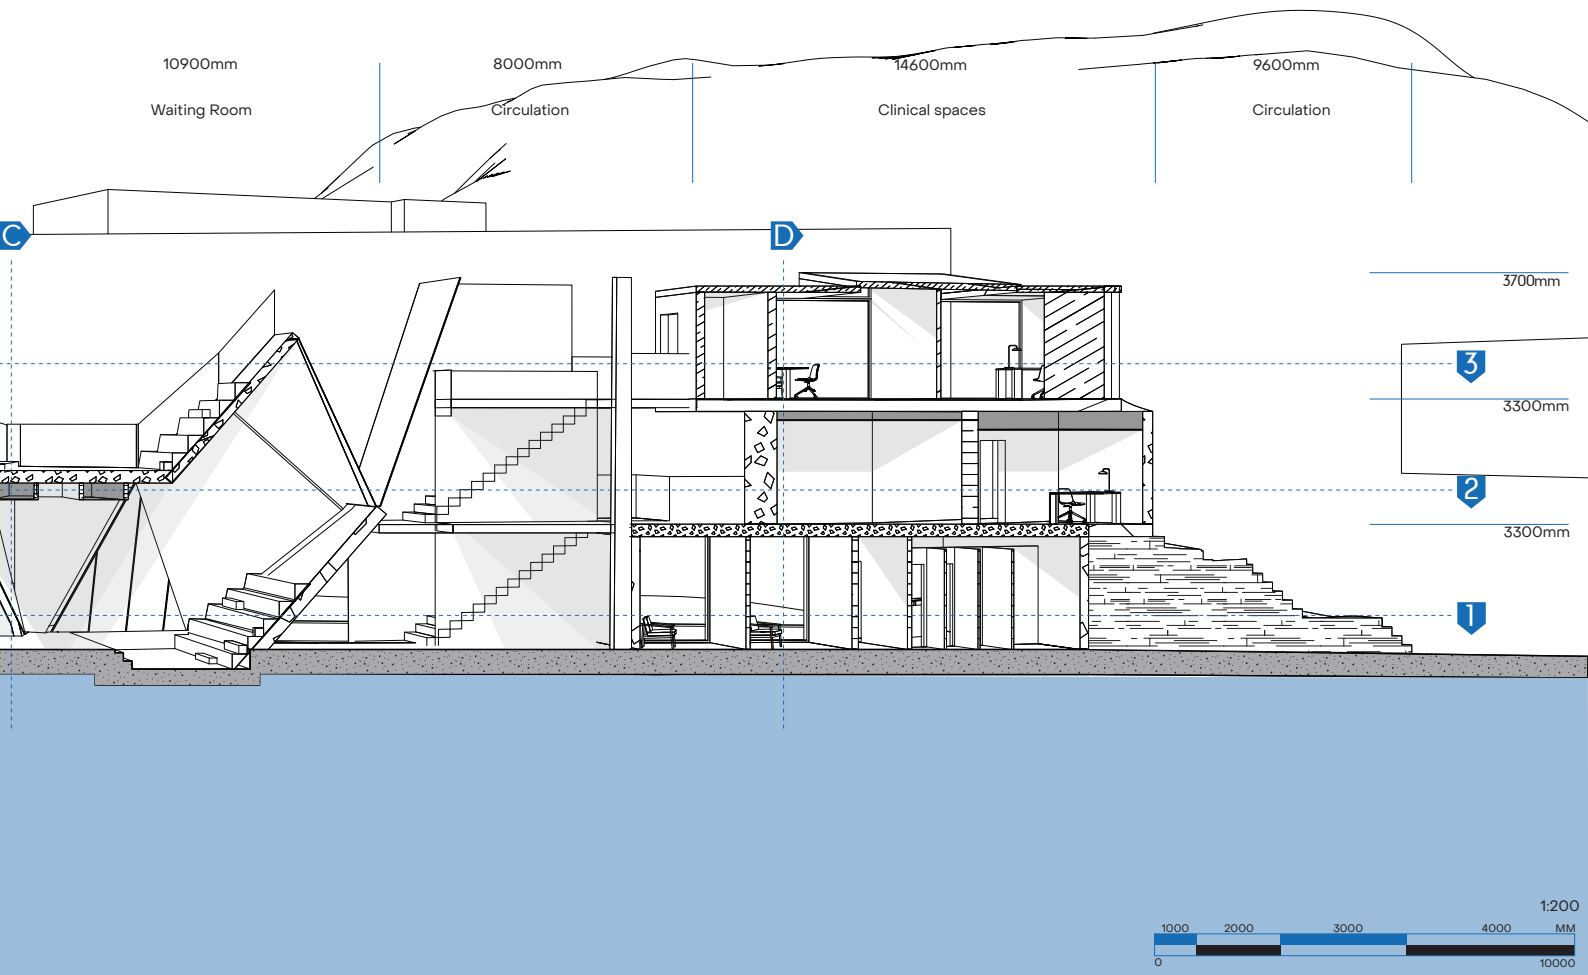 10900mm 8000mm 14600mm 9600mm
Waiting Room Circulation Clinical spaces Circulation
C D
3700mm
3
3300mm
2
3300mm
1
1:200
1000 2000 3000 4000 MM
0 10000